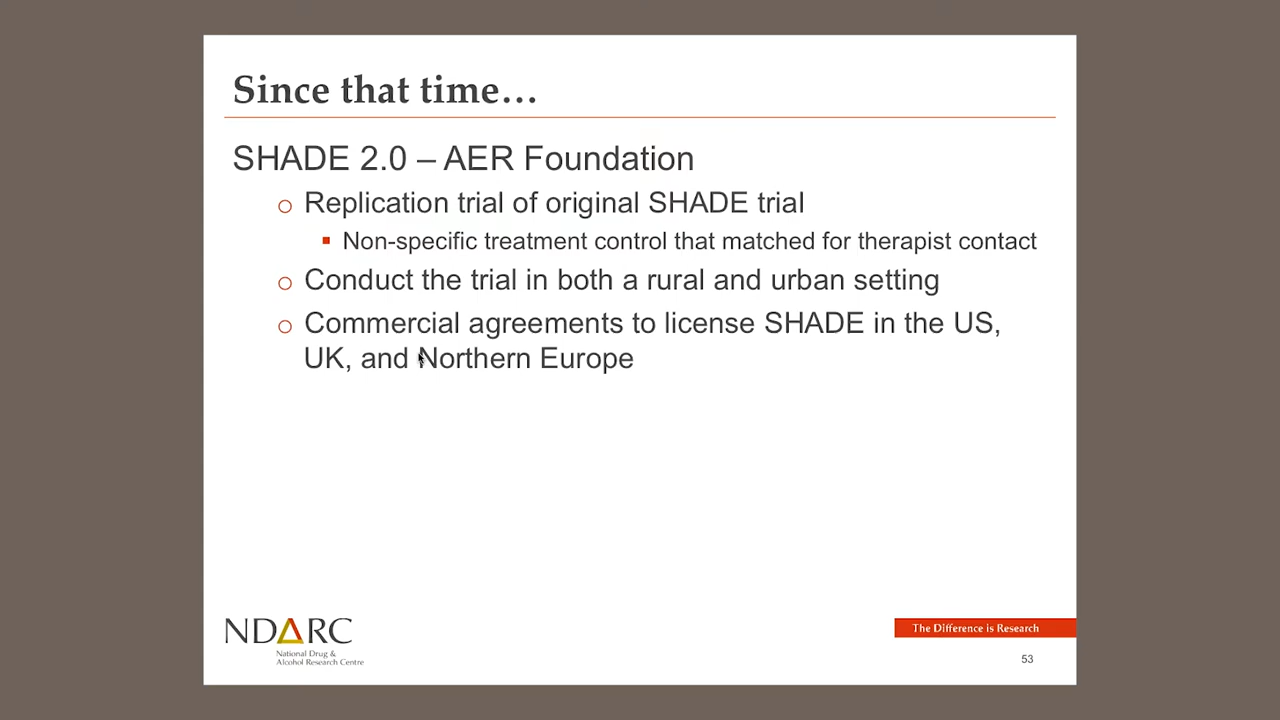 Since that time…
SHADE 2.0 – AER Foundation
Replication trial of original SHADE trial
Non-specific treatment control that matched for therapist contact
Conduct the trial in both a rural and urban setting
Commercial agreements to license SHADE in the US,
UK, and Northern Europe
NDARC
National Drug &
Alcohol Research Centre
The Difference is Research
53